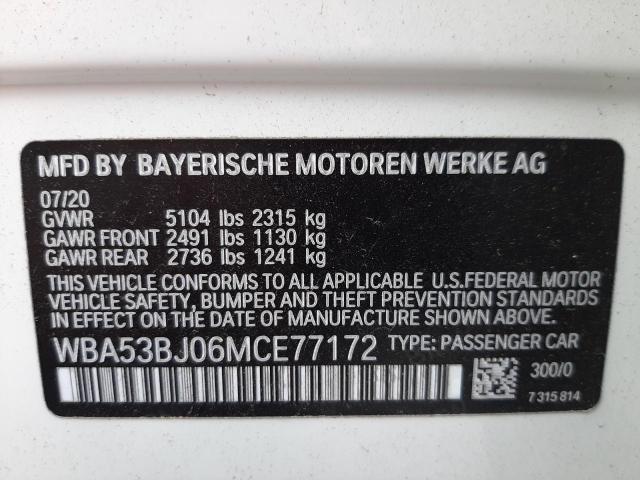 MFD BY BAYERISCHE MOTOREN WERKE AG
07/20
GVWR 5104 lbs 2315 kg
GAWR FRONT 2491 lbs 1130 kg
GAWR REAR 2736 lbs 1241 kg
THIS VEHICLE CONFORMS TO ALL APPLICABLE U.S.FEDERAL MOTOR
VEHICLE SAFETY, BUMPER AND THEFT PREVENTION STANDARDS
IN EFFECT ON THE DATE OF MANUFACTURE SHOWN ABOVE.
WBA53BJ06MCE77172 TYPE: PASSENGER CAR
300/0
7 315 814